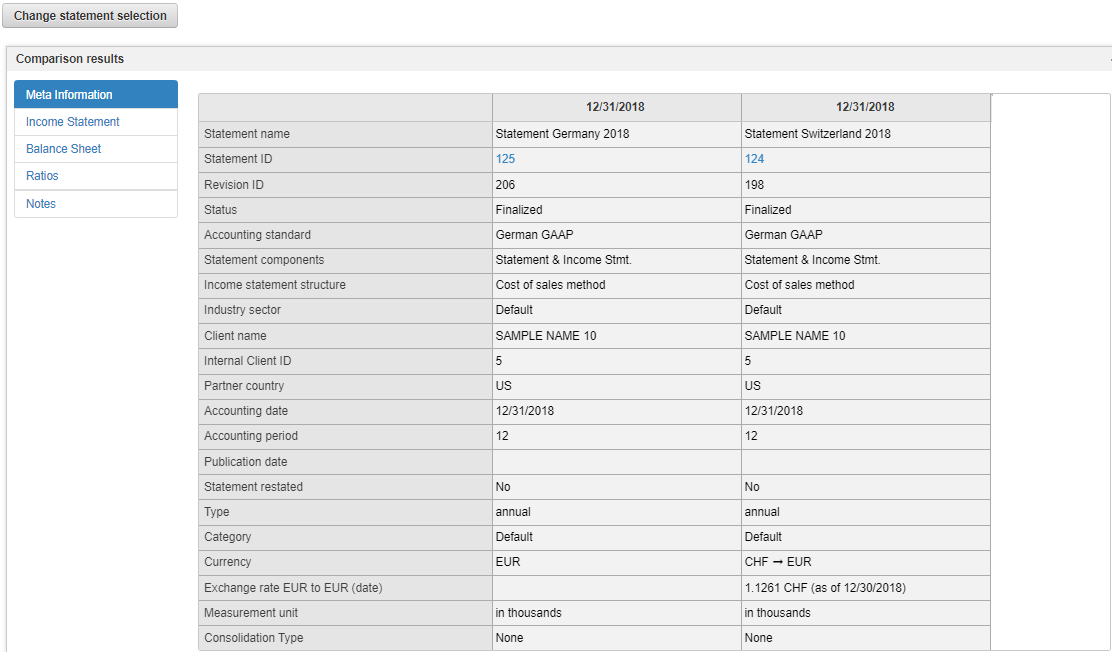 Change statement selection
Comparison results
Meta Information
Income Statement
Balance Sheet
Ratios
Notes
12/31/2018 12/31/2018
Statement name Statement Germany 2018 Statement Switzerland 2018
Statement ID 125 124
Revision ID 206 198
Status Finalized Finalized
Accounting standard German GAAP German GAAP
Statement components Statement & Income Stmt. Statement & Income Stmt.
Income statement structure Cost of sales method Cost of sales method
Industry sector Default Default
Client name SAMPLE NAME 10 SAMPLE NAME 10
Internal Client ID 5 5
Partner country US US
Accounting date 12/31/2018 12/31/2018
Accounting period 12 12
Publication date
Statement restated No No
Type annual annual
Category Default Default
Currency EUR CHF ➞ EUR
Exchange rate EUR to EUR (date) 1.1261 CHF (as of 12/30/2018)
Measurement unit in thousands in thousands
Consolidation Type None None